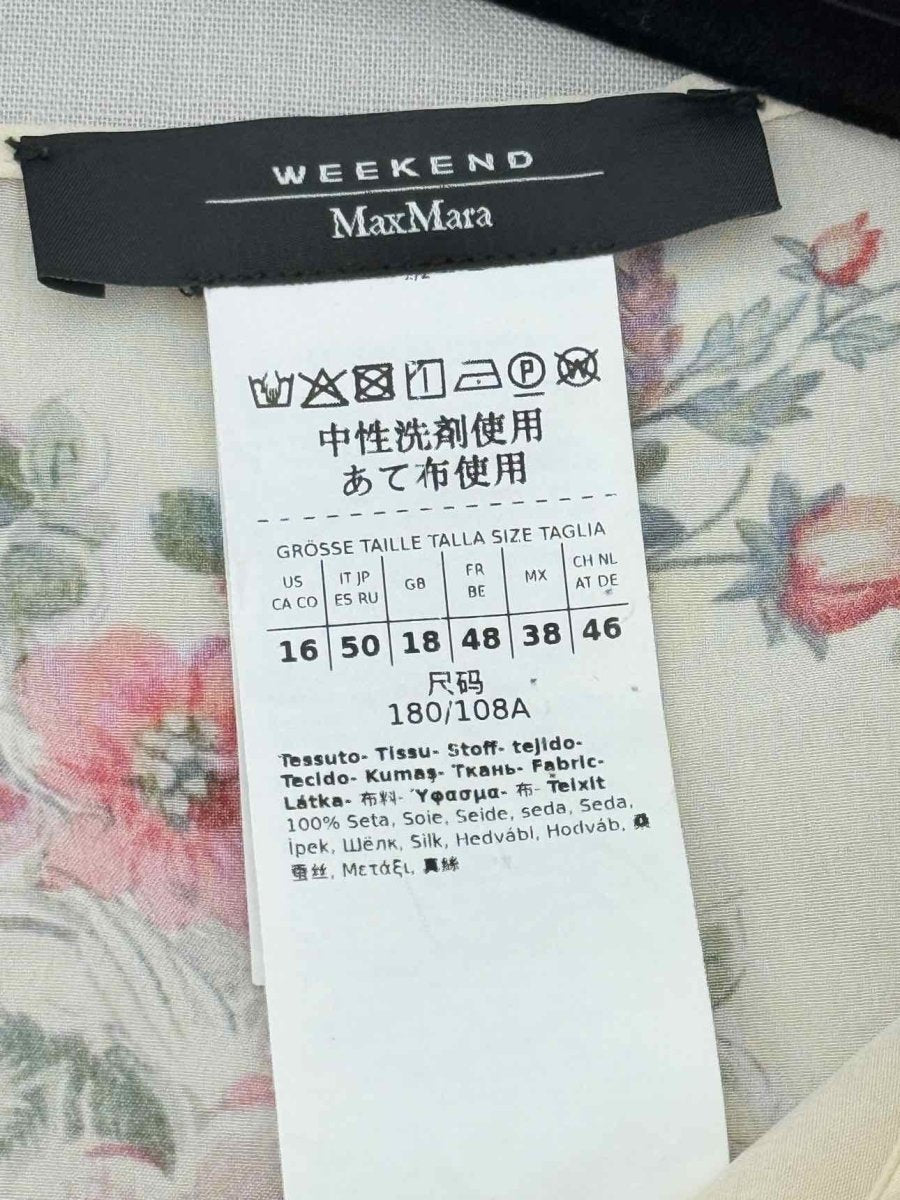 WEEKEND
MaxMara
中性洗剤使用
あて布使用
GRÖSSE TAILLE TALLA SIZE TAGLIA
US CA CO
IT JP ES RU
GB
FR BE
MX
CH NL AT DE
16 50 18 48 38 46
尺码
180/108A
Tessuto- Tissu- Stoff- tejido-
Tecido- Kumaş- Ткань- Fabric-
Látka- 布料- Ύφασμα- 布- Teixit
100% Seta, Soie, Seide, seda, Seda,
İpek, Шёлк, Silk, Hedvábí, Hodváb,
蚕丝, Μετάξι, 真絲